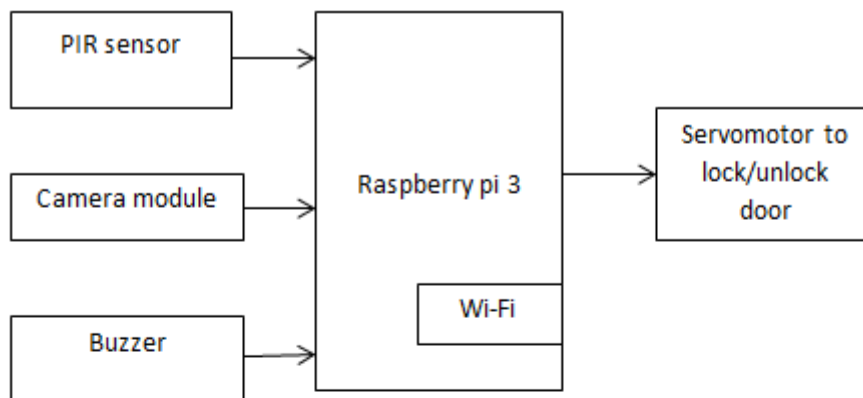 PIR sensor
Camera module
Buzzer
Raspberry pi 3
Wi-Fi
Servomotor to
lock/unlock
door